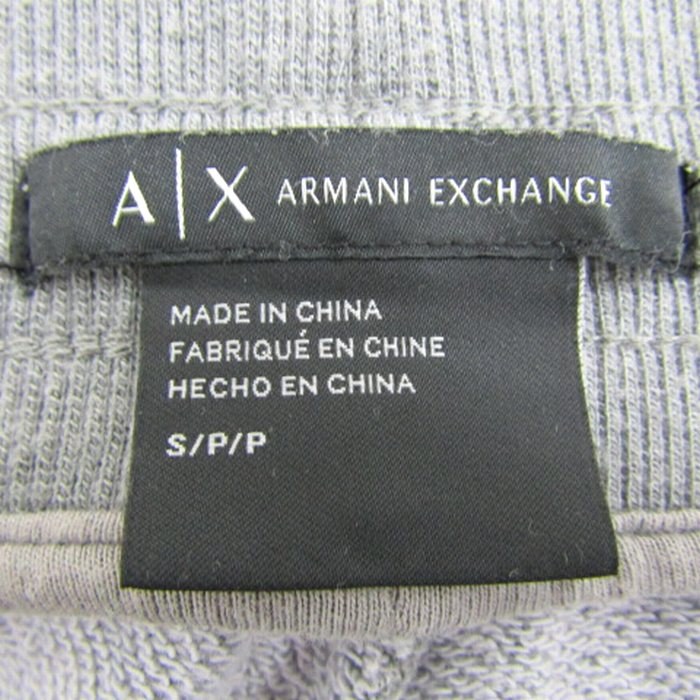 A|X ARMANI EXCHANGE
MADE IN CHINA
FABRIQUÉ EN CHINE
HECHO EN CHINA
S/P/P